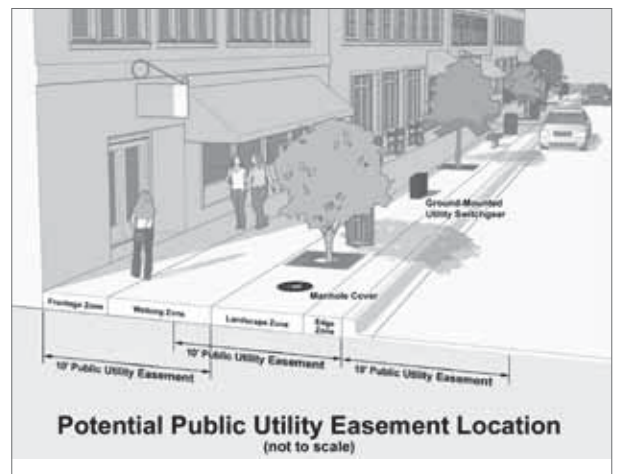 Ground-Mounted
Utility Switchgear
Manhole Cover
Frontage Zone
Walking Zone
Landscape Zone
Edge
Zone
10' Public Utility Easement
10' Public Utility Easement
10' Public Utility Easement
Potential Public Utility Easement Location
(not to scale)